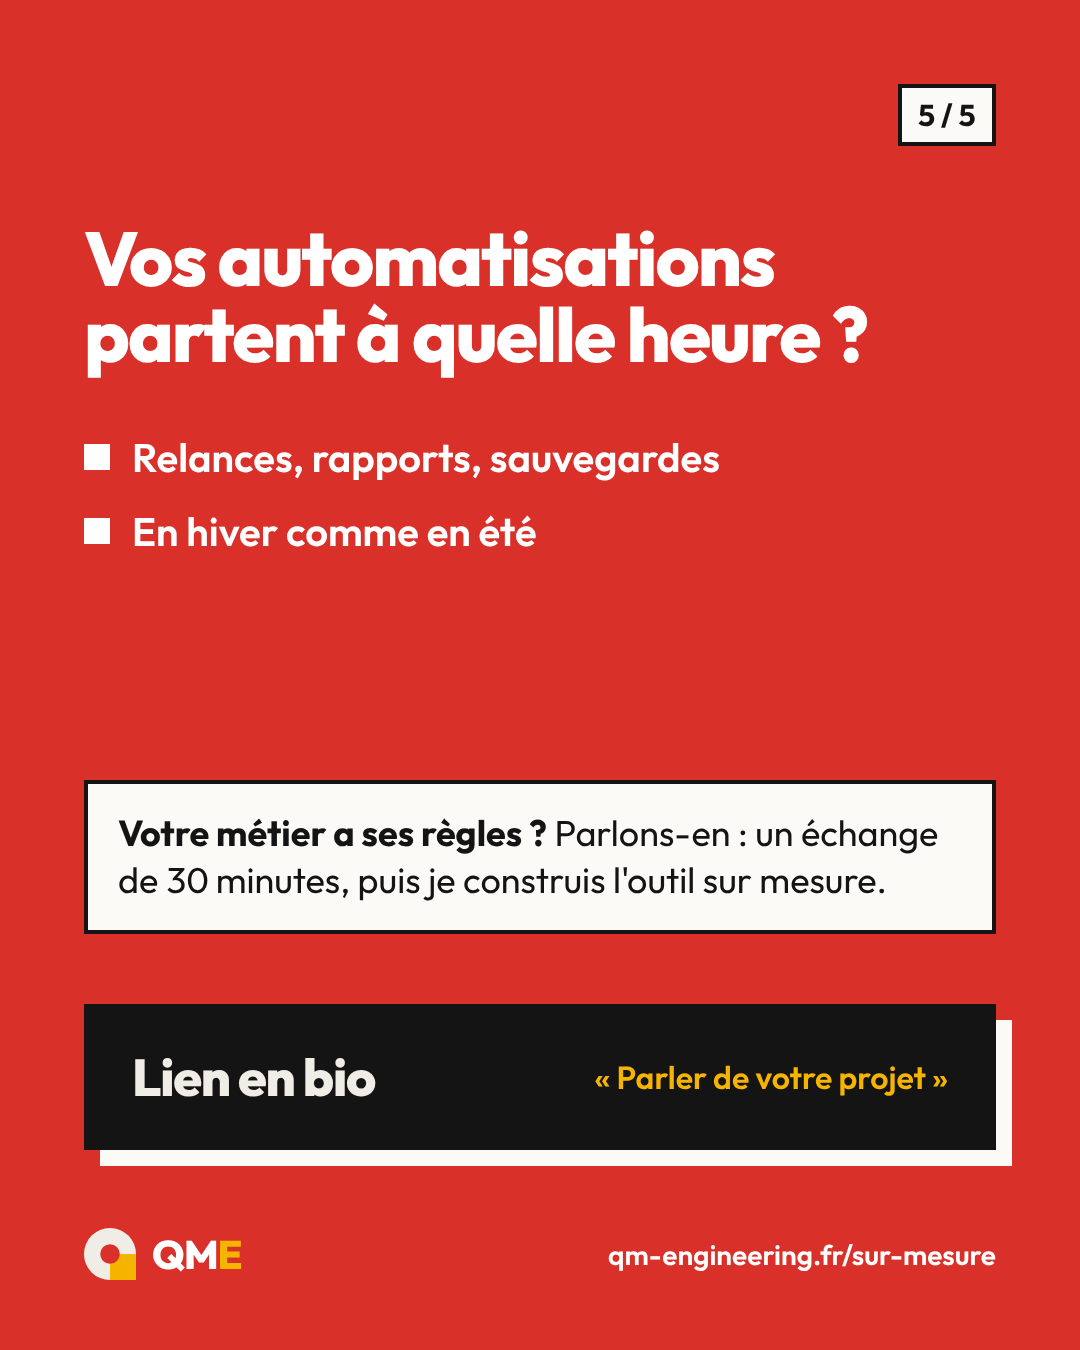 5 / 5
Vos automatisations
partent à quelle heure ?
Relances, rapports, sauvegardes
En hiver comme en été
Votre métier a ses règles ? Parlons-en : un échange
de 30 minutes, puis je construis l'outil sur mesure.
Lien en bio
« Parler de votre projet »
QME
qm-engineering.fr/sur-mesure